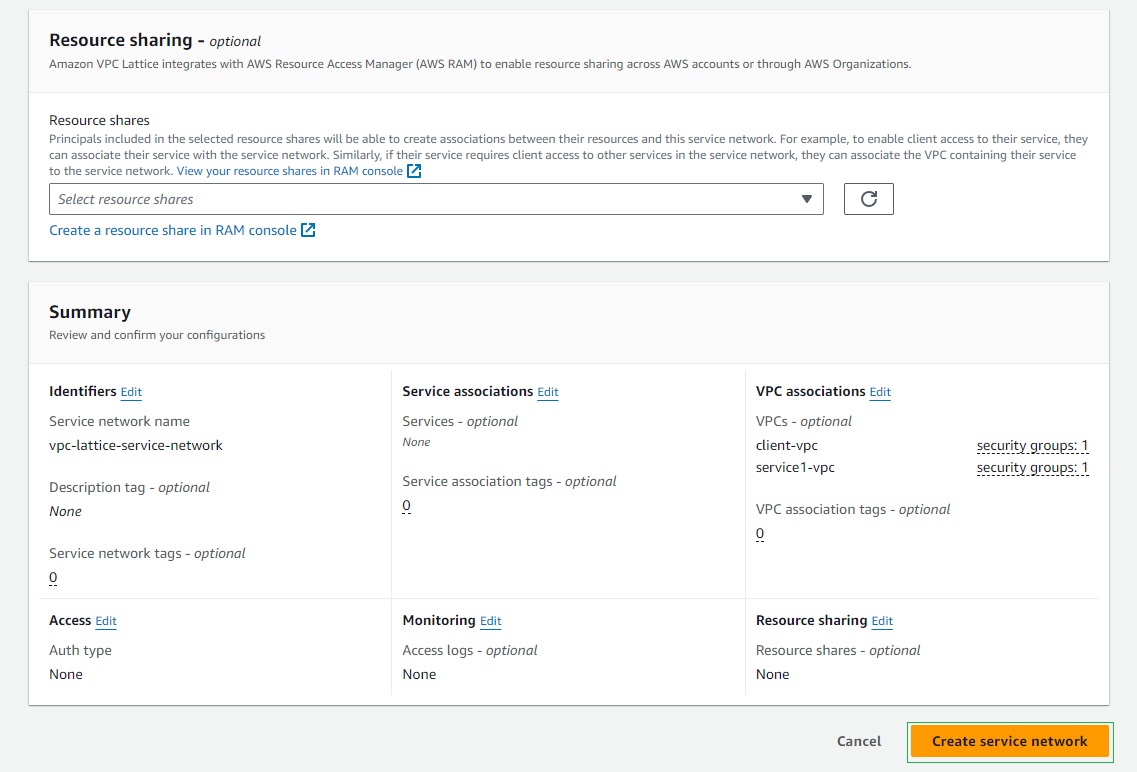 Resource sharing - optional
Amazon VPC Lattice integrates with AWS Resource Access Manager (AWS RAM) to enable resource sharing across AWS accounts or through AWS Organizations.
Resource shares
Principals included in the selected resource shares will be able to create associations between their resources and this service network. For example, to enable client access to their service, they
can associate their service with the service network. Similarly, if their service requires client access to other services in the service network, they can associate the VPC containing their service
to the service network. View your resource shares in RAM console
Select resource shares
Create a resource share in RAM console
Summary
Review and confirm your configurations
Identifiers Edit
Service network name
vpc-lattice-service-network
Description tag - optional
None
Service network tags - optional
0
Service associations Edit
Services - optional
None
Service association tags - optional
0
VPC associations Edit
VPCs - optional
client-vpc security groups: 1
service1-vpc security groups: 1
VPC association tags - optional
0
Access Edit
Auth type
None
Monitoring Edit
Access logs - optional
None
Resource sharing Edit
Resource shares - optional
None
Cancel Create service network